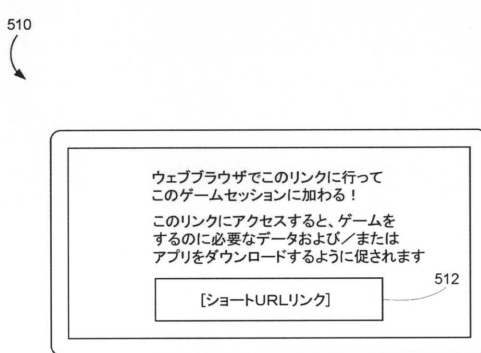 510
ウェブブラウザでこのリンクに行って
このゲームセッションに加わる!
このリンクにアクセスすると、ゲームを
するのに必要なデータおよび/または
アプリをダウンロードするように促されます
512
[ショートURLリンク]